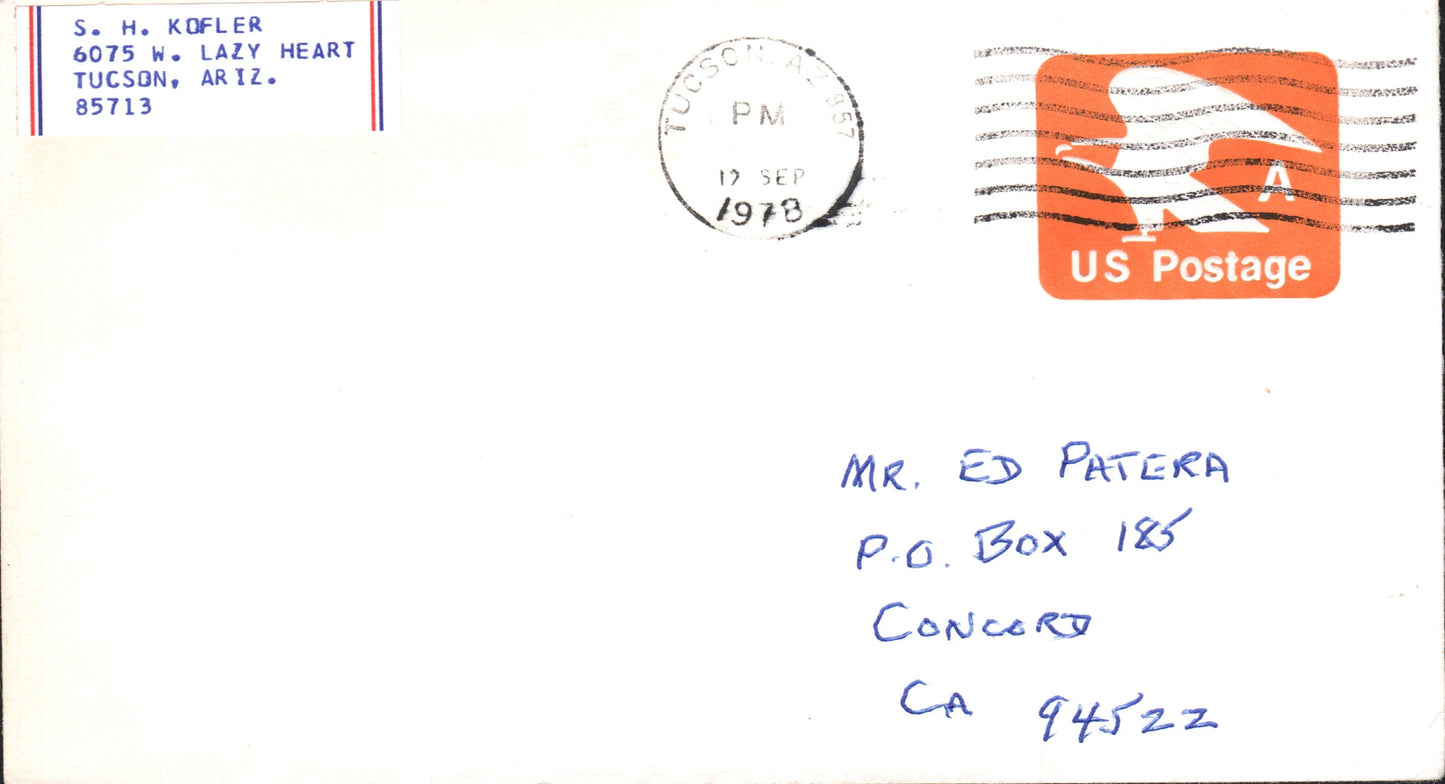 S. H. KOFLER
6075 W. LAZY HEART
TUCSON, ARIZ.
85713
TUCSON, AZ 857
PM
SEP
1978
A
US Postage
MR. ED PATERA
P.O. BOX 185
CONCORD
CA 94522